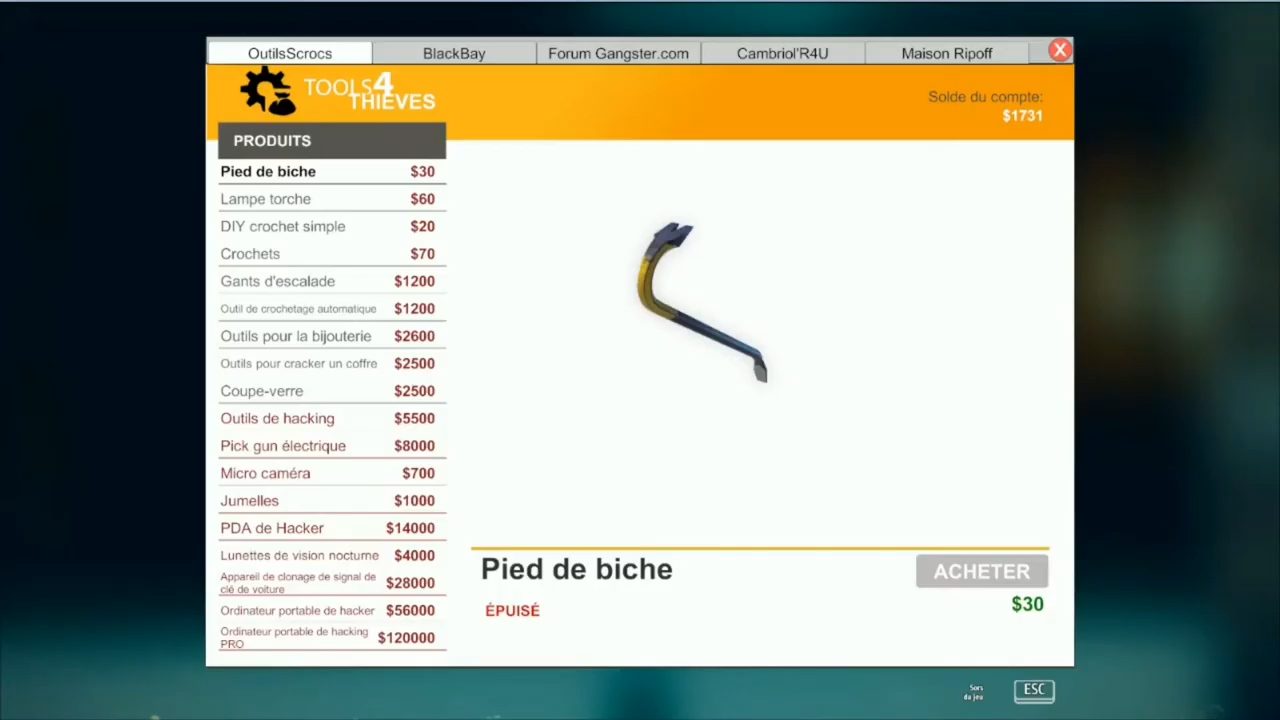 OutilsScrocs
BlackBay
Forum Gangster.com
Cambriol'R4U
Maison Ripoff
X
TOOLS 4
THIEVES
Solde du compte:
$1731
PRODUITS
Pied de biche $30
Lampe torche $60
DIY crochet simple $20
Crochets $70
Gants d'escalade $1200
Outil de crochetage automatique $1200
Outils pour la bijouterie $2600
Outils pour cracker un coffre $2500
Coupe-verre $2500
Outils de hacking $5500
Pick gun électrique $8000
Micro caméra $700
Jumelles $1000
PDA de Hacker $14000
Lunettes de vision nocturne $4000
Appareil de clonage de signal de
clé de voiture $28000
Ordinateur portable de hacker $56000
Ordinateur portable de hacking
PRO $120000
Pied de biche
ACHETER
ÉPUISÉ
$30
Sors
du jeu
ESC